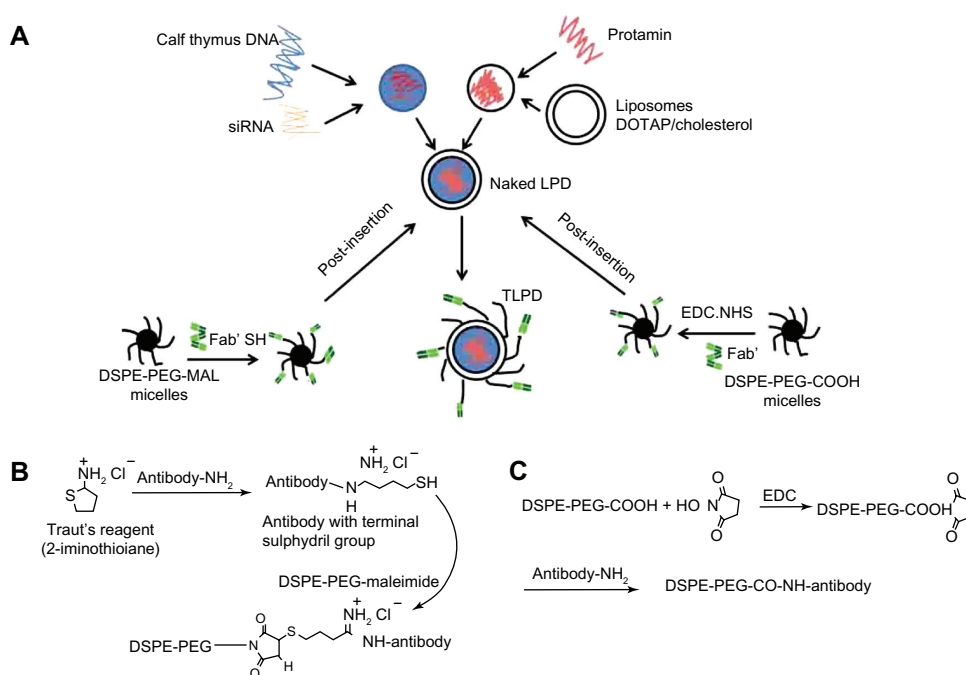 A
Calf thymus DNA
Protamin
siRNA
Liposomes
DOTAP/cholesterol
Naked LPD
Post-insertion
Post-insertion
TLPD
Fab' SH
DSPE-PEG-MAL
micelles
EDC.NHS
Fab'
DSPE-PEG-COOH
micelles
B
+
NH2 Cl−
S
Traut's reagent
(2-iminothioiane)
Antibody-NH2
+
NH2 Cl−
Antibody
N
H
SH
Antibody with terminal
sulphydril group
DSPE-PEG-maleimide
+
NH2 Cl−
O
S
DSPE-PEG
N
NH-antibody
H
O
C
DSPE-PEG-COOH + HO
O
N
O
EDC
DSPE-PEG-COOH
O
O
Antibody-NH2
DSPE-PEG-CO-NH-antibody